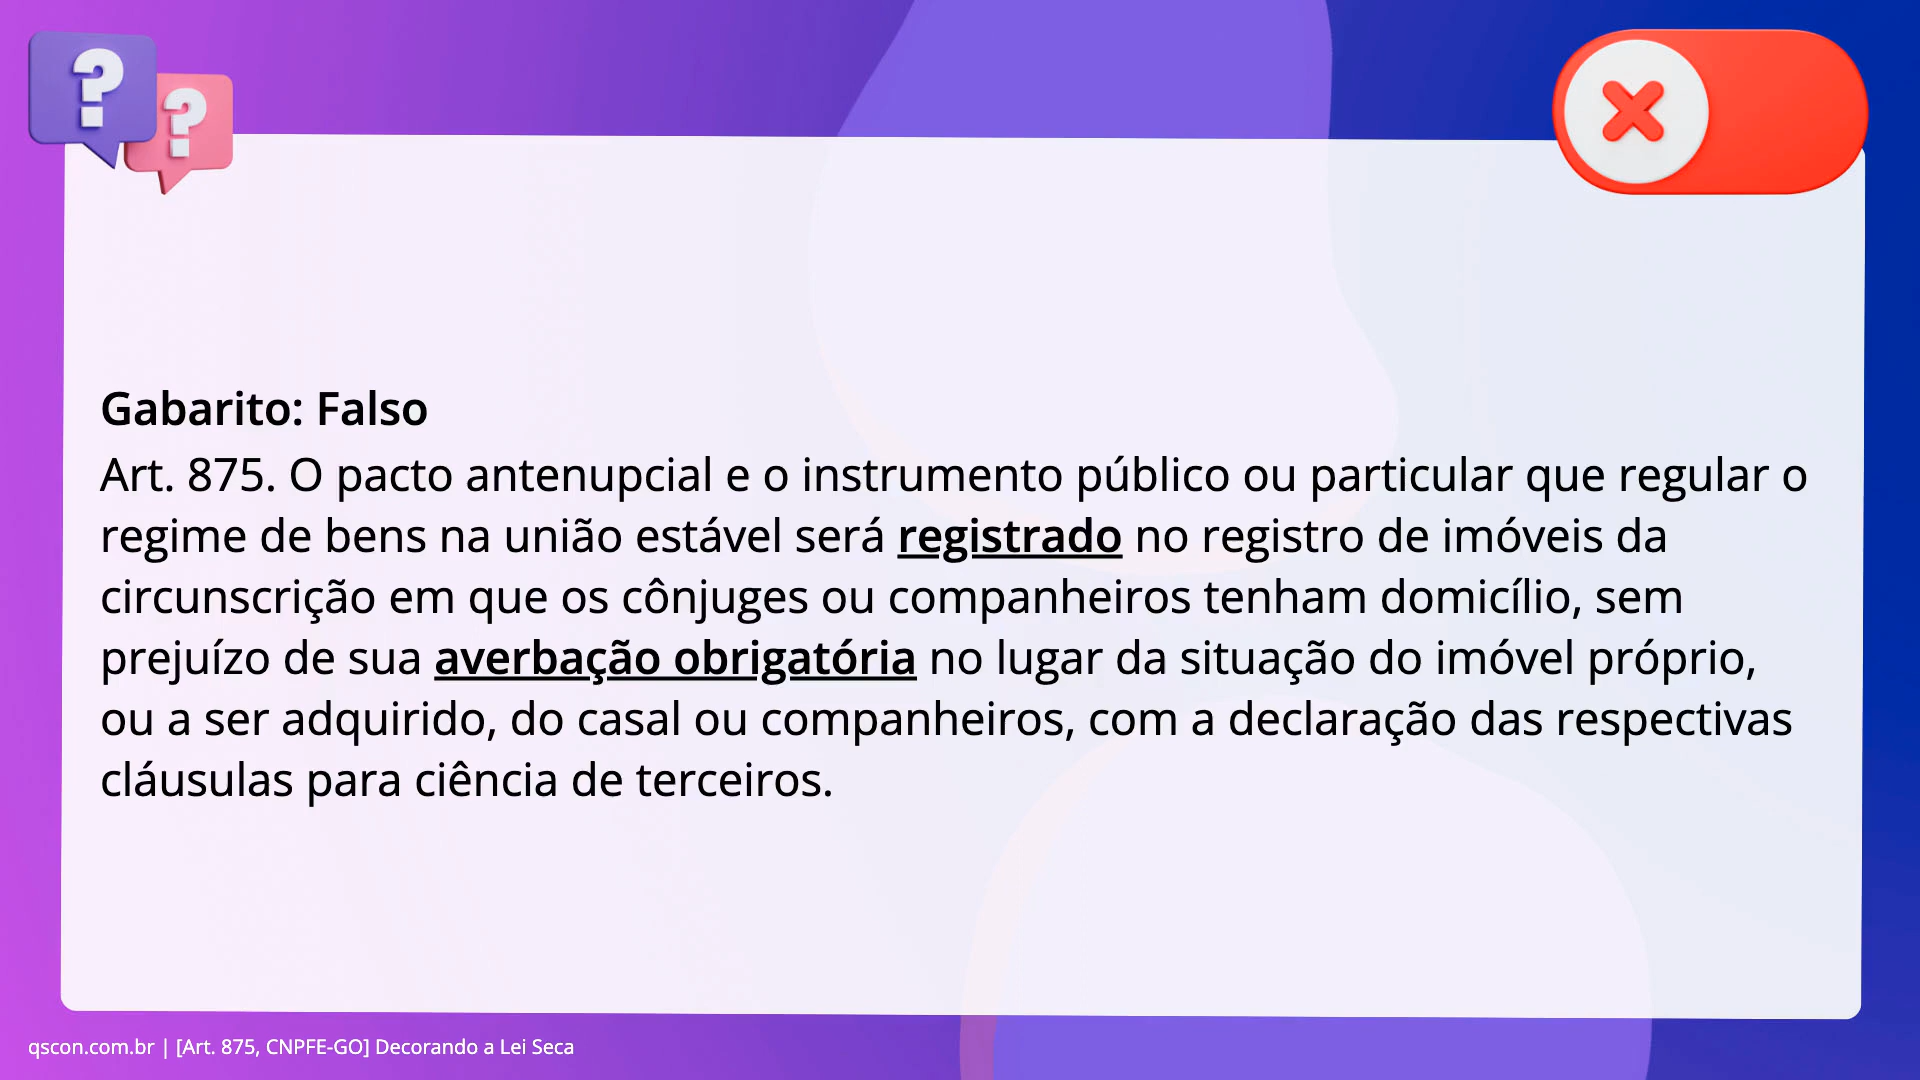 ?
?
Gabarito: Falso
Art. 875. O pacto antenupcial e o instrumento público ou particular que regular o
regime de bens na união estável será registrado no registro de imóveis da
circunscrição em que os cônjuges ou companheiros tenham domicílio, sem
prejuízo de sua averbação obrigatória no lugar da situação do imóvel próprio,
ou a ser adquirido, do casal ou companheiros, com a declaração das respectivas
cláusulas para ciência de terceiros.
qscon.com.br | [Art. 875, CNPFE-GO] Decorando a Lei Seca